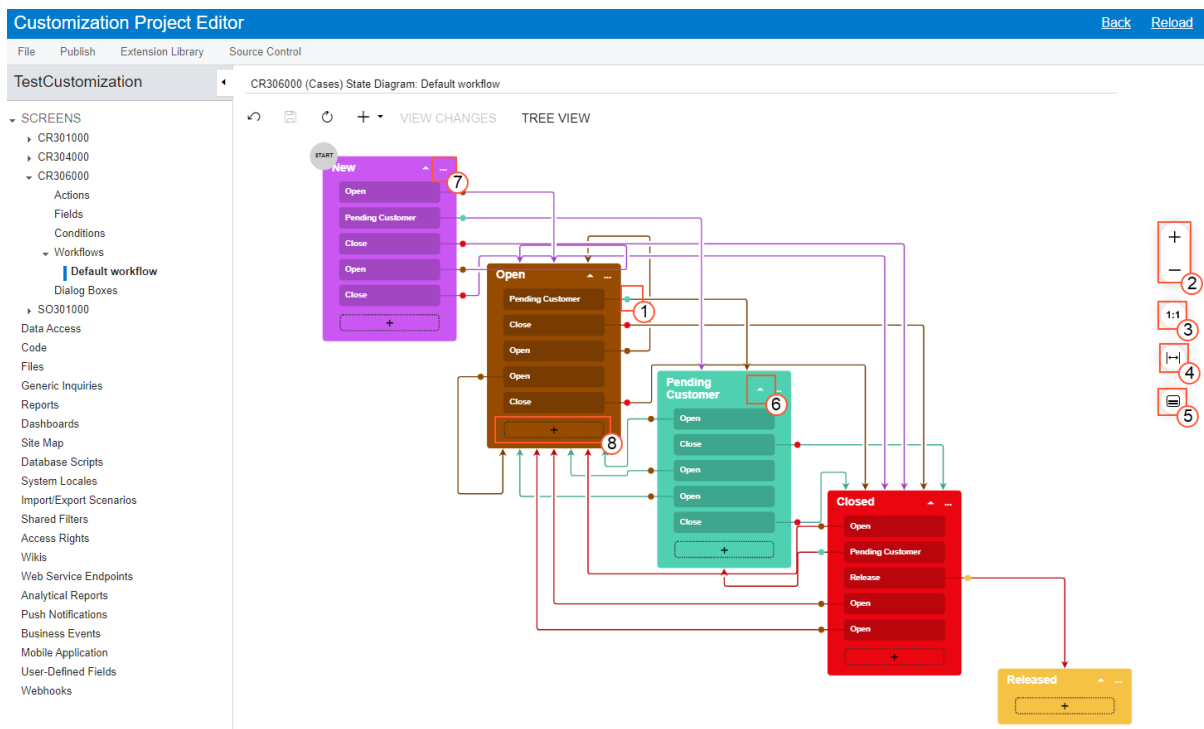 Customization Project Editor
Back Reload
File Publish Extension Library Source Control
TestCustomization
CR306000 (Cases) State Diagram: Default workflow
VIEW CHANGES TREE VIEW
SCREENS
CR301000
CR304000
CR306000
Actions
Fields
Conditions
Workflows
Default workflow
Dialog Boxes
SO301000
Data Access
Code
Files
Generic Inquiries
Reports
Dashboards
Site Map
Database Scripts
System Locales
Import/Export Scenarios
Shared Filters
Access Rights
Wikis
Web Service Endpoints
Analytical Reports
Push Notifications
Business Events
Mobile Application
User-Defined Fields
Webhooks
START
New
...
7
Open
Pending Customer
Close
Open
Close
+
Open
...
Pending Customer
1
Close
Open
Open
Close
+
8
Pending
Customer
...
6
Open
Close
Open
Open
Close
+
Closed
...
Open
Pending Customer
Release
Open
Open
+
Released
...
+
+
−
2
1:1
3
4
5